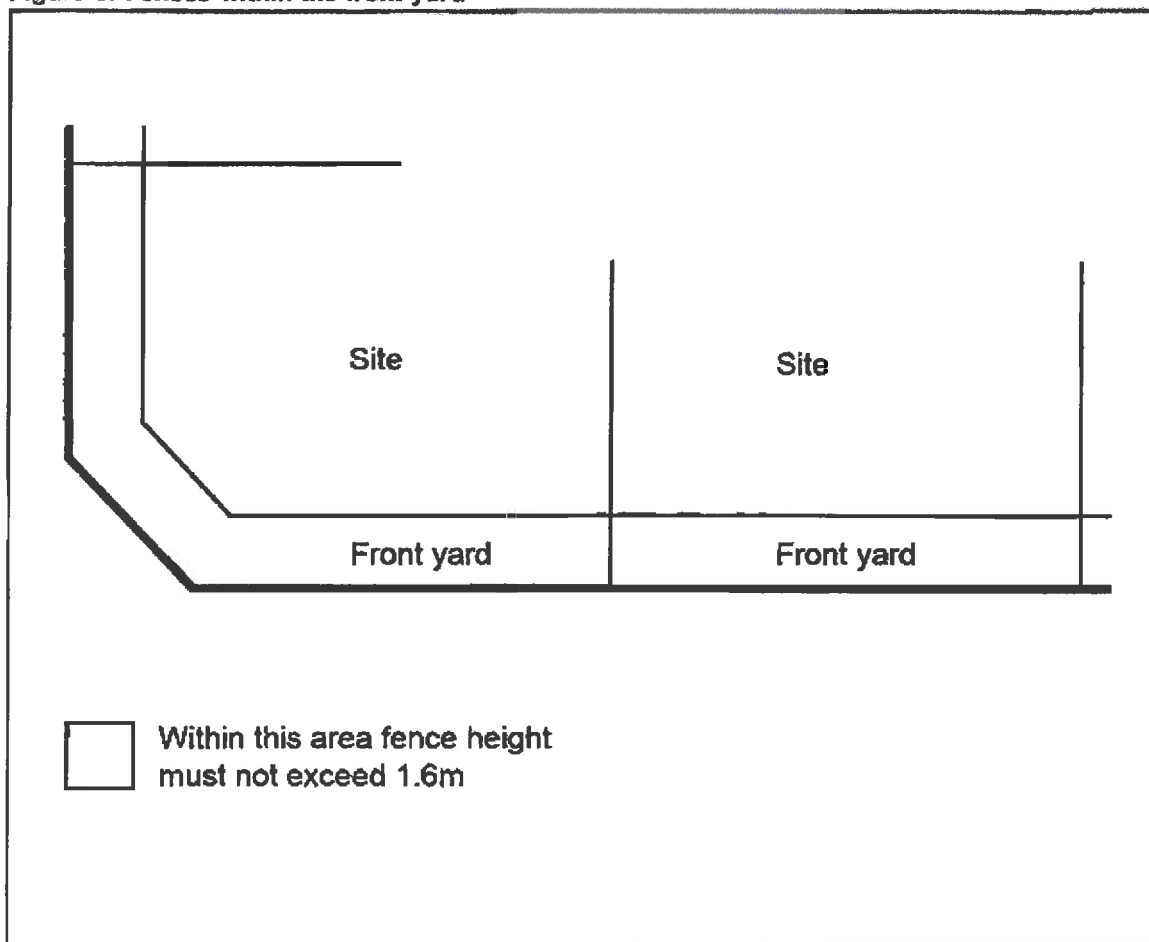 Site
Site
Front yard
Front yard
Within this area fence height
must not exceed 1.6m